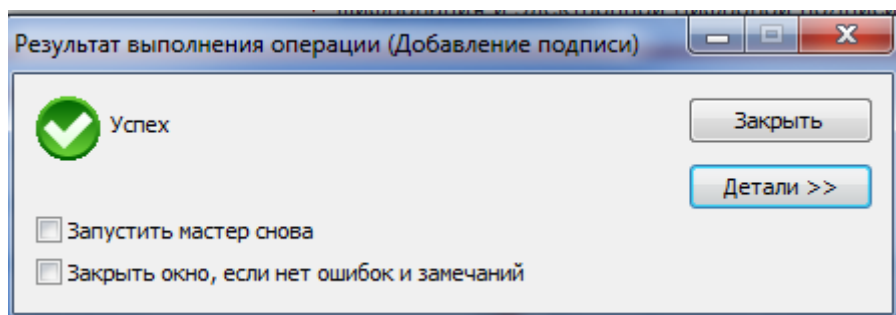 Результат выполнения операции (Добавление подписи)
Успех
Закрыть
Детали >>
Запустить мастер снова
Закрыть окно, если нет ошибок и замечаний